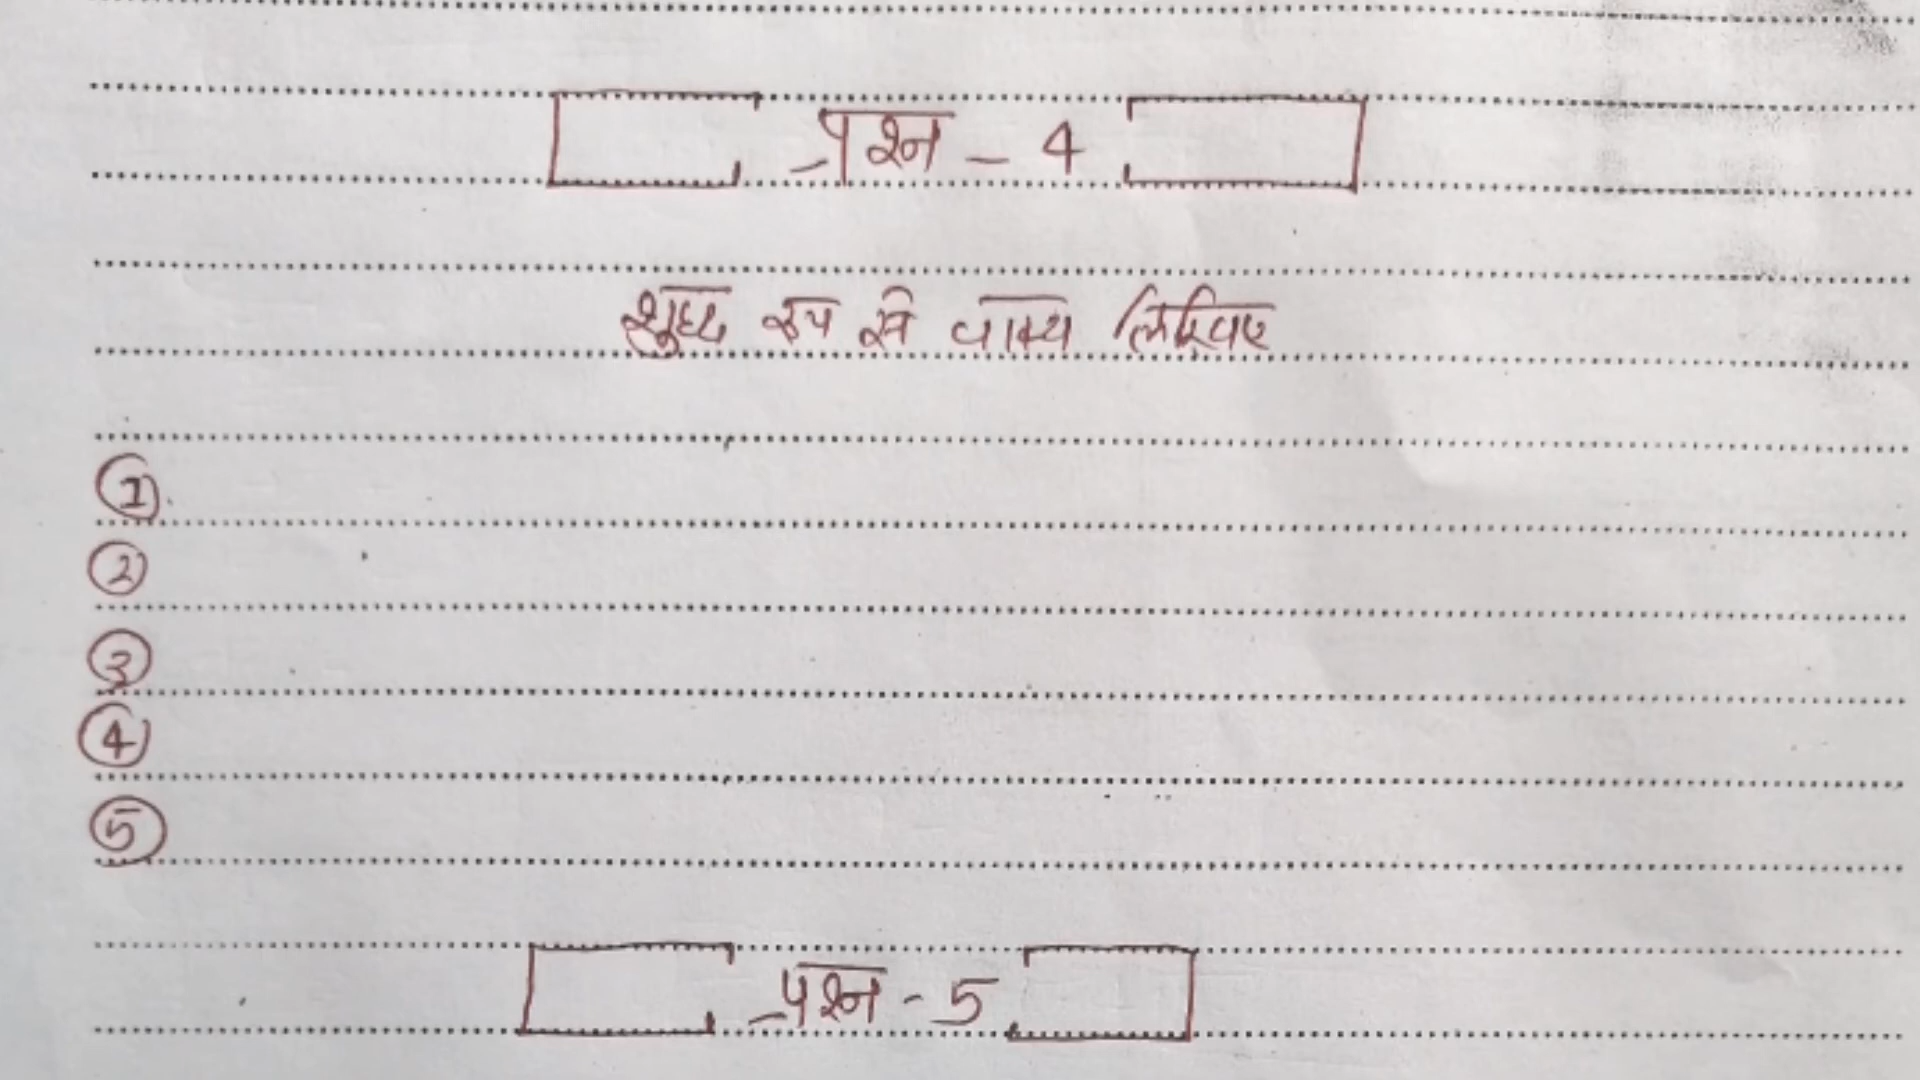 प्रश्न - 4
शुध्द रूप से वाक्य लिखिए
1.
2
3
4
5
प्रश्न - 5